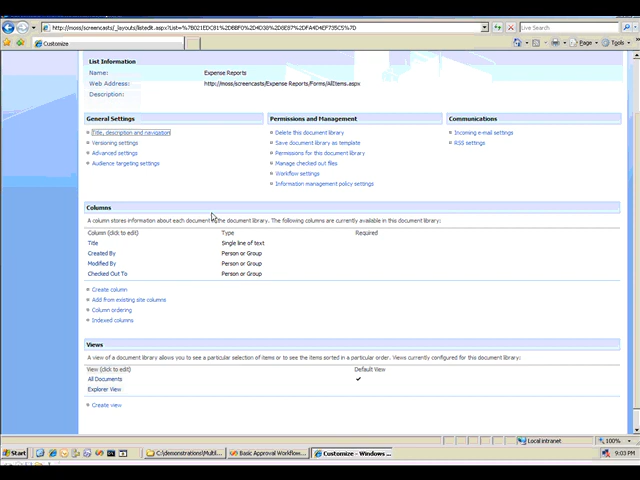 http://moss/screencasts/_layouts/listedit.aspx?List=
Live Search
Customize
Page
Tools
List Information
Name: Expense Reports
Web Address: http://moss/screencasts/Expense Reports/Forms/AllItems.aspx
Description:
General Settings Permissions and Management Communications
Title, description and navigation Delete this document library Incoming e-mail settings
Versioning settings Save document library as template RSS settings
Advanced settings Permissions for this document library
Audience targeting settings Manage checked out files
Workflow settings
Information management policy settings
Columns
A column stores information about each document in the document library. The following columns are currently available in this document library:
Column (click to edit) Type Required
Title Single line of text
Created By Person or Group
Modified By Person or Group
Checked Out To Person or Group
Create column
Add from existing site columns
Column ordering
Indexed columns
Views
A view of a document library allows you to see a particular selection of items or to see the items sorted in a particular order. Views currently configured for this document library:
View (click to edit) Default View
All Documents
Explorer View
Create view
Local intranet 100%
Start C:\demonstrations\Multil... Basic Approval Workflow... Customize - Windows ... 9:03 PM